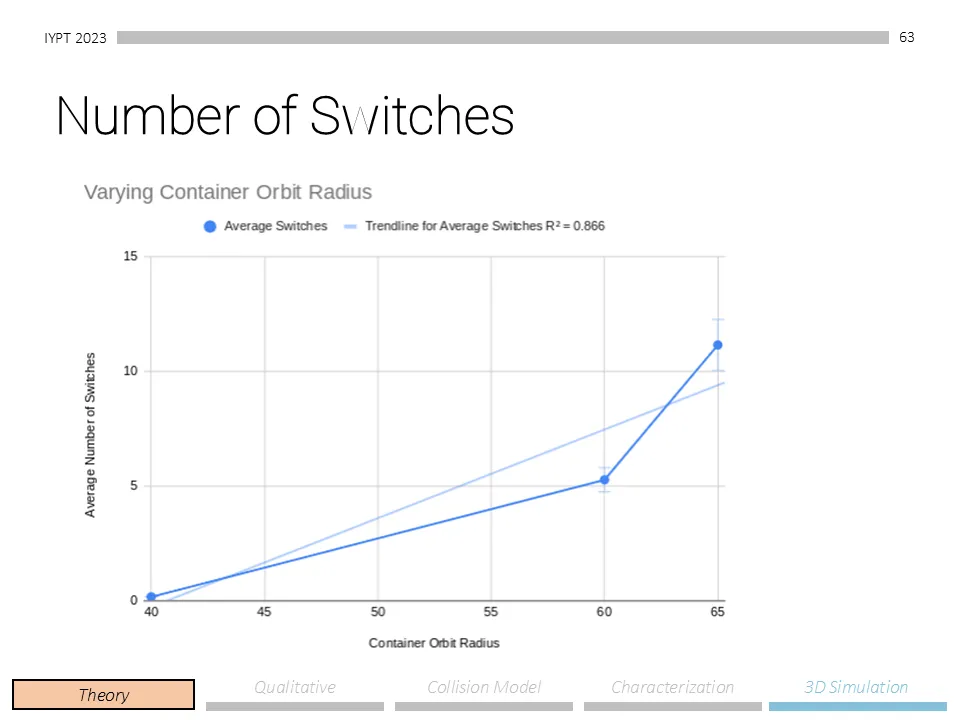 IYPT 2023
63
Number of Switches
Varying Container Orbit Radius
Average Switches
Trendline for Average Switches R² = 0.866
15
10
5
0
Average Number of Switches
40 45 50 55 60 65
Container Orbit Radius
Theory
Qualitative
Collision Model
Characterization
3D Simulation